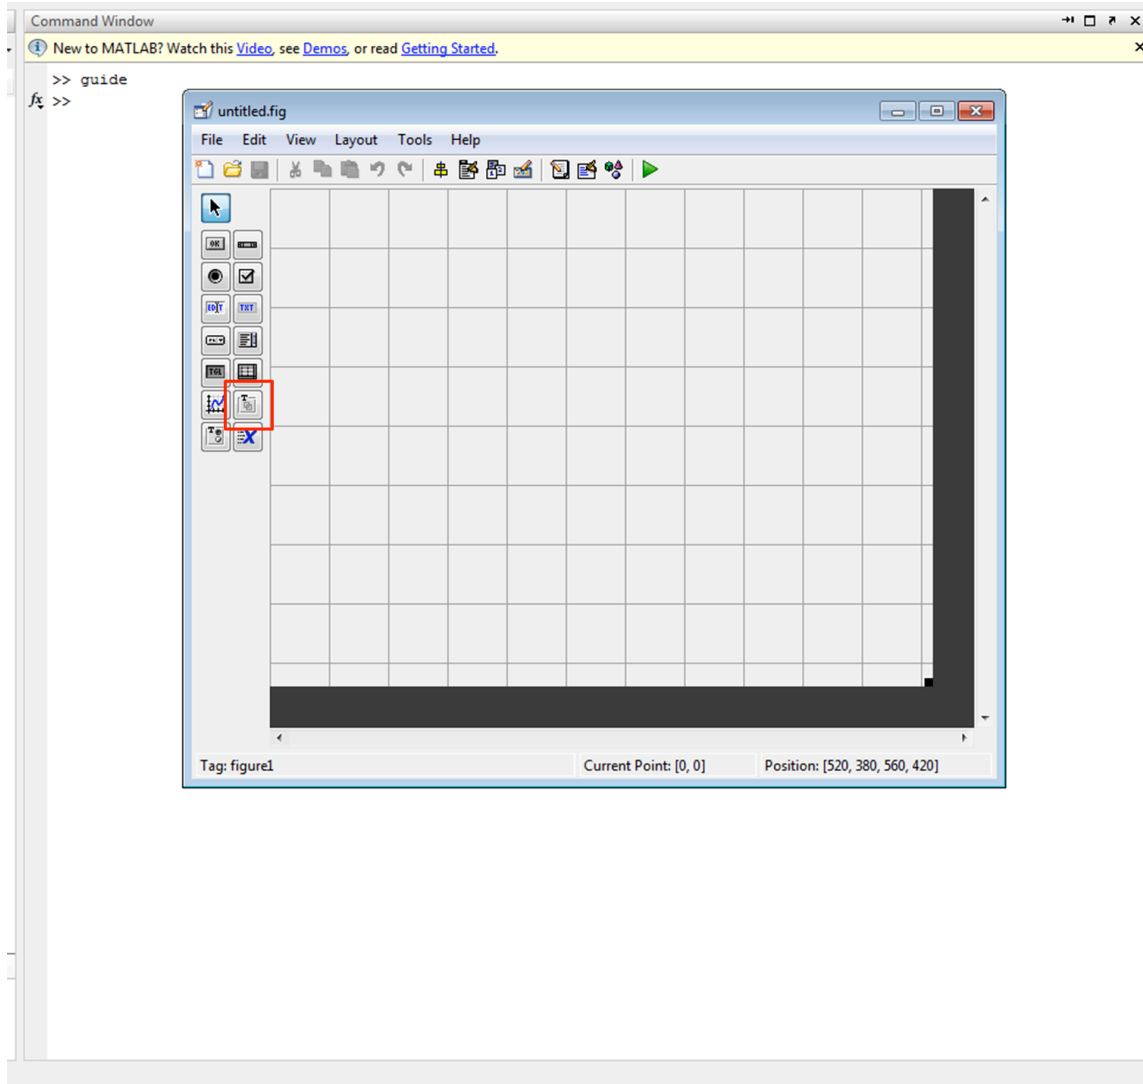 Command Window
New to MATLAB? Watch this Video, see Demos, or read Getting Started.
>> guide
fx >>
untitled.fig
File Edit View Layout Tools Help
OK
EDIT TXT
TGL
T
T X
Tag: figure1 Current Point: [0, 0] Position: [520, 380, 560, 420]